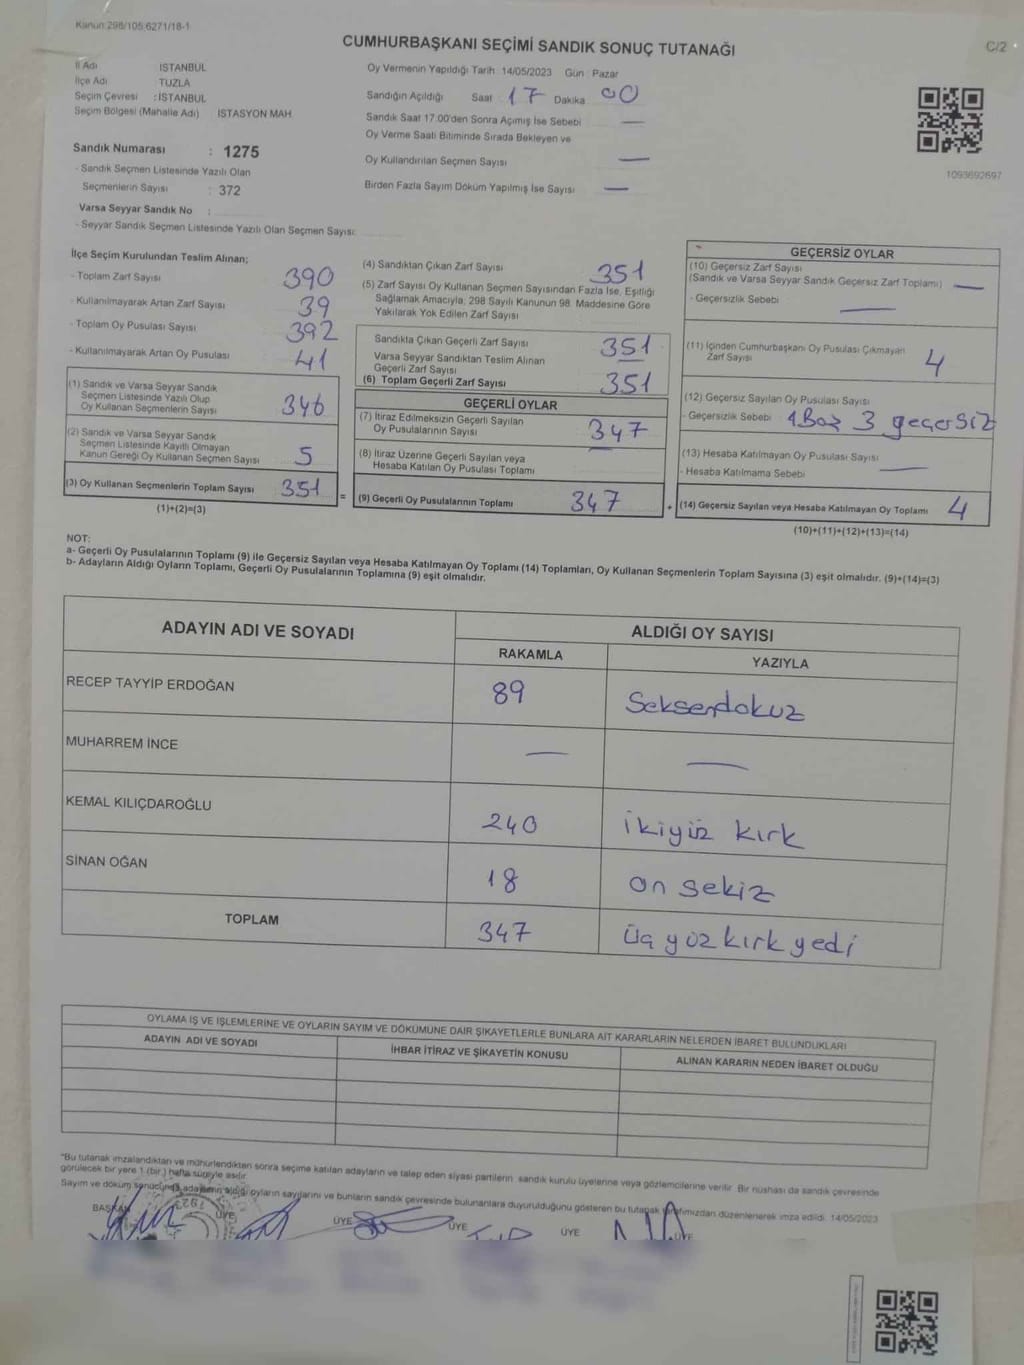 Kanun:298/105;6271/18-1
C/2
CUMHURBAŞKANI SEÇİMİ SANDIK SONUÇ TUTANAĞI
İl Adı İSTANBUL
İlçe Adı TUZLA
Seçim Çevresi : İSTANBUL
Seçim Bölgesi (Mahalle Adı) İSTASYON MAH
Sandık Numarası : 1275
- Sandık Seçmen Listesinde Yazılı Olan
Seçmenlerin Sayısı : 372
Varsa Seyyar Sandık No :
- Seyyar Sandık Seçmen Listesinde Yazılı Olan Seçmen Sayısı:
Oy Vermenin Yapıldığı Tarih :14/05/2023 Gün : Pazar
Sandığın Açıldığı Saat 17 Dakika 00
Sandık Saat 17:00'den Sonra Açımış İse Sebebi —
Oy Verme Saati Bitiminde Sırada Bekleyen ve
Oy Kullandırılan Seçmen Sayısı —
Birden Fazla Sayım Döküm Yapılmış İse Sayısı —
1093692697
İlçe Seçim Kurulundan Teslim Alınan;
- Toplam Zarf Sayısı 390
- Kullanılmayarak Artan Zarf Sayısı 39
- Toplam Oy Pusulası Sayısı 392
- Kullanılmayarak Artan Oy Pusulası 41
(1) Sandık ve Varsa Seyyar Sandık
Seçmen Listesinde Yazılı Olup
Oy Kullanan Seçmenlerin Sayısı 346
(2) Sandık ve Varsa Seyyar Sandık
Seçmen Listesinde Kayıtlı Olmayan
Kanun Gereği Oy Kullanan Seçmen Sayısı 5
(3) Oy Kullanan Seçmenlerin Toplam Sayısı 351 =
(1)+(2)=(3)
(4) Sandıktan Çıkan Zarf Sayısı 351
(5) Zarf Sayısı Oy Kullanan Seçmen Sayısından Fazla İse, Eşitliği
Sağlamak Amacıyla, 298 Sayılı Kanunun 98. Maddesine Göre
Yakılarak Yok Edilen Zarf Sayısı
Sandıkta Çıkan Geçerli Zarf Sayısı 351
Varsa Seyyar Sandıktan Teslim Alınan
Geçerli Zarf Sayısı —
(6) Toplam Geçerli Zarf Sayısı 351
GEÇERLİ OYLAR
(7) İtiraz Edilmeksizin Geçerli Sayılan
Oy Pusulalarının Sayısı 347
(8) İtiraz Üzerine Geçerli Sayılan veya
Hesaba Katılan Oy Pusulası Toplamı —
(9) Geçerli Oy Pusulalarının Toplamı 347 +
GEÇERSİZ OYLAR
(10) Geçersiz Zarf Sayısı
(Sandık ve Varsa Seyyar Sandık Geçersiz Zarf Toplamı) —
- Geçersizlik Sebebi —
(11) İçinden Cumhurbaşkanı Oy Pusulası Çıkmayan
Zarf Sayısı 4
(12) Geçersiz Sayılan Oy Pusulası Sayısı
- Geçersizlik Sebebi 1 Boş 3 geçersiz
(13) Hesaba Katılmayan Oy Pusulası Sayısı —
- Hesaba Katılmama Sebebi
(14) Geçersiz Sayılan veya Hesaba Katılmayan Oy Toplamı 4
(10)+(11)+(12)+(13)=(14)
NOT:
a- Geçerli Oy Pusulalarının Toplamı (9) ile Geçersiz Sayılan veya Hesaba Katılmayan Oy Toplamı (14) Toplamları, Oy Kullanan Seçmenlerin Toplam Sayısına (3) eşit olmalıdır. (9)+(14)=(3)
b- Adayların Aldığı Oyların Toplamı, Geçerli Oy Pusulalarının Toplamına (9) eşit olmalıdır.
ADAYIN ADI VE SOYADI ALDIĞI OY SAYISI
RAKAMLA YAZIYLA
RECEP TAYYİP ERDOĞAN 89 Seksendokuz
MUHARREM İNCE — —
KEMAL KILIÇDAROĞLU 240 ikiyüz kırk
SİNAN OĞAN 18 on sekiz
TOPLAM 347 üç yüz kırk yedi
OYLAMA İŞ VE İŞLEMLERİNE VE OYLARIN SAYIM VE DÖKÜMÜNE DAİR ŞİKAYETLERLE BUNLARA AİT KARARLARIN NELERDEN İBARET BULUNDUKLARI
ADAYIN ADI VE SOYADI İHBAR İTİRAZ VE ŞİKAYETİN KONUSU ALINAN KARARIN NEDEN İBARET OLDUĞU
*Bu tutanak imzalandıktan ve mühürlendikten sonra seçime katılan adayların ve talep eden siyasi partilerin sandık kurulu üyelerine veya gözlemcilerine verilir. Bir nüshası da sandık çevresinde
görülecek bir yere 1 (bir) hafta süreyle asılır.
Sayım ve döküm sonucunda adayların aldığı oyların sayılarını ve bunların sandık çevresinde bulunanlara duyurulduğunu gösteren bu tutanak tarafımızdan düzenlenerek imza edildi. 14/05/2023
BAŞKAN ÜYE ÜYE ÜYE ÜYE ÜYE